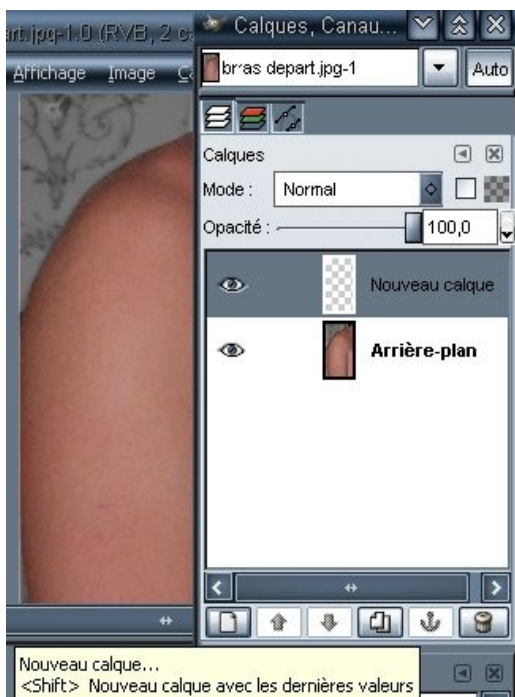 art.jpg-1.0 (RVB, 2 c
Affichage Image
Calques, Canau...
bras depart.jpg-1
Auto
Calques
Mode : Normal
Opacité : 100,0
Nouveau calque
Arrière-plan
Nouveau calque...
<Shift> Nouveau calque avec les dernières valeurs